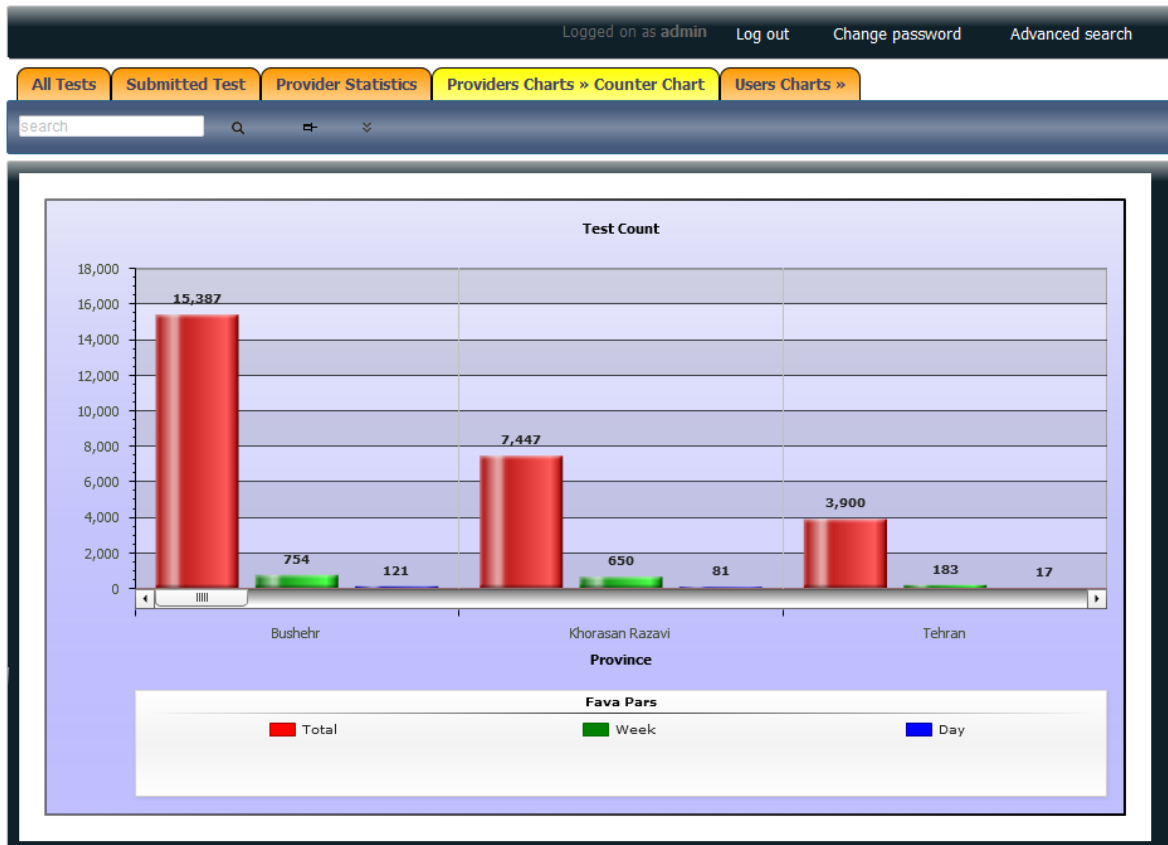 Logged on as admin Log out Change password Advanced search
All Tests Submitted Test Provider Statistics Providers Charts » Counter Chart Users Charts »
search
Test Count
18,000
16,000
15,387
14,000
12,000
10,000
8,000
7,447
6,000
4,000
3,900
2,000
754
121
650
81
183
17
0
Bushehr Khorasan Razavi Tehran
Province
Fava Pars
Total Week Day